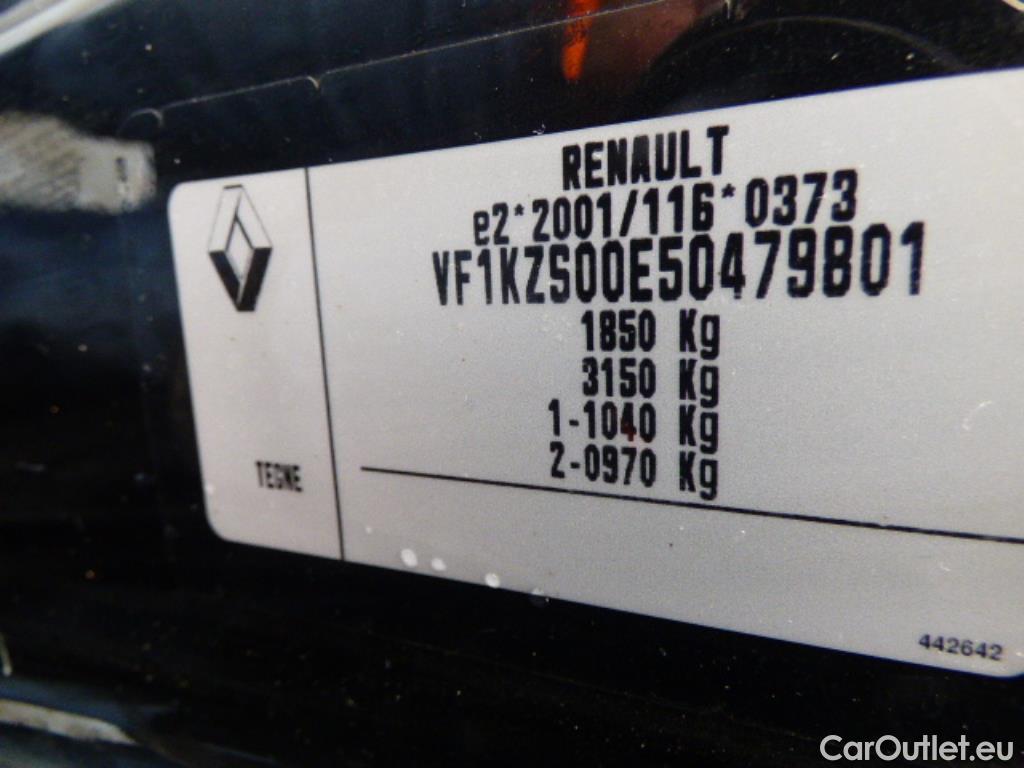 RENAULT
e2*2001/116*0373
VF1KZS00E50479801
1850 Kg
3150 Kg
1-1040 Kg
2-0970 Kg
TEGNE
442642
CarOutlet.eu